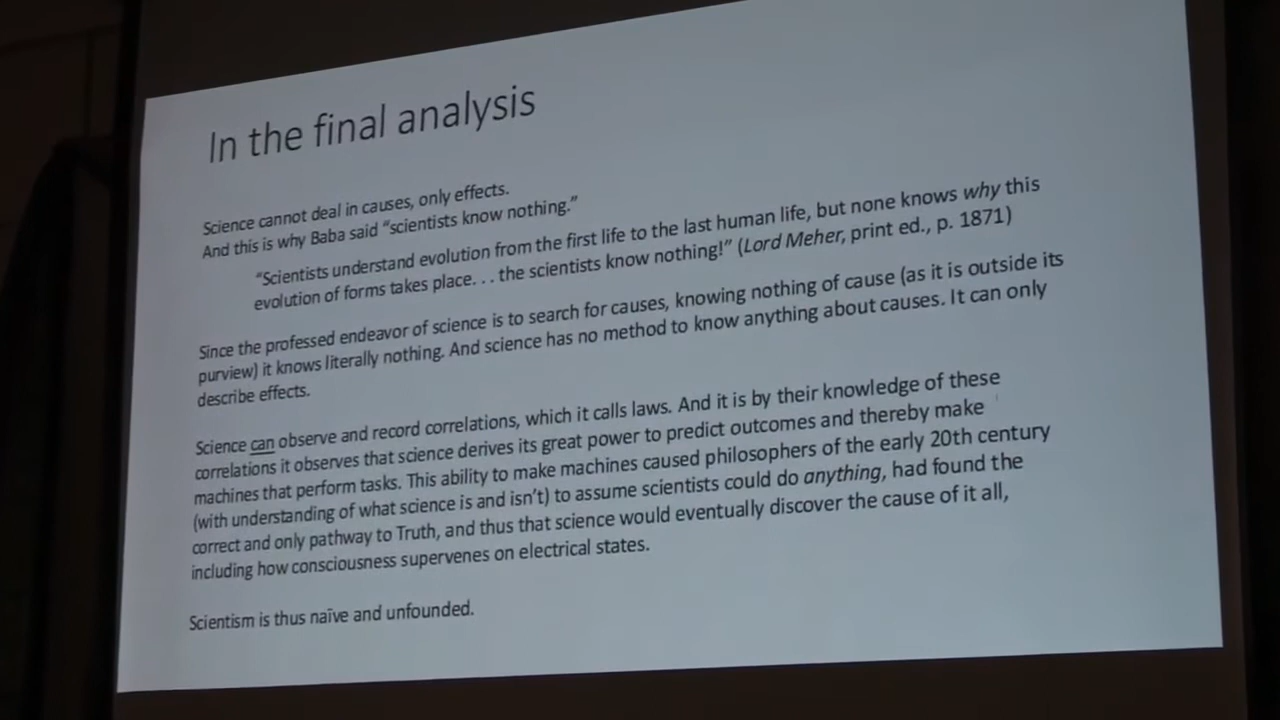 In the final analysis
Science cannot deal in causes, only effects.
And this is why Baba said “scientists know nothing.”
“Scientists understand evolution from the first life to the last human life, but none knows why this
evolution of forms takes place. . . the scientists know nothing!” (Lord Meher, print ed., p. 1871)
Since the professed endeavor of science is to search for causes, knowing nothing of cause (as it is outside its
purview) it knows literally nothing. And science has no method to know anything about causes. It can only
describe effects.
Science can observe and record correlations, which it calls laws. And it is by their knowledge of these
correlations it observes that science derives its great power to predict outcomes and thereby make
machines that perform tasks. This ability to make machines caused philosophers of the early 20th century
(with understanding of what science is and isn’t) to assume scientists could do anything, had found the
correct and only pathway to Truth, and thus that science would eventually discover the cause of it all,
including how consciousness supervenes on electrical states.
Scientism is thus naïve and unfounded.